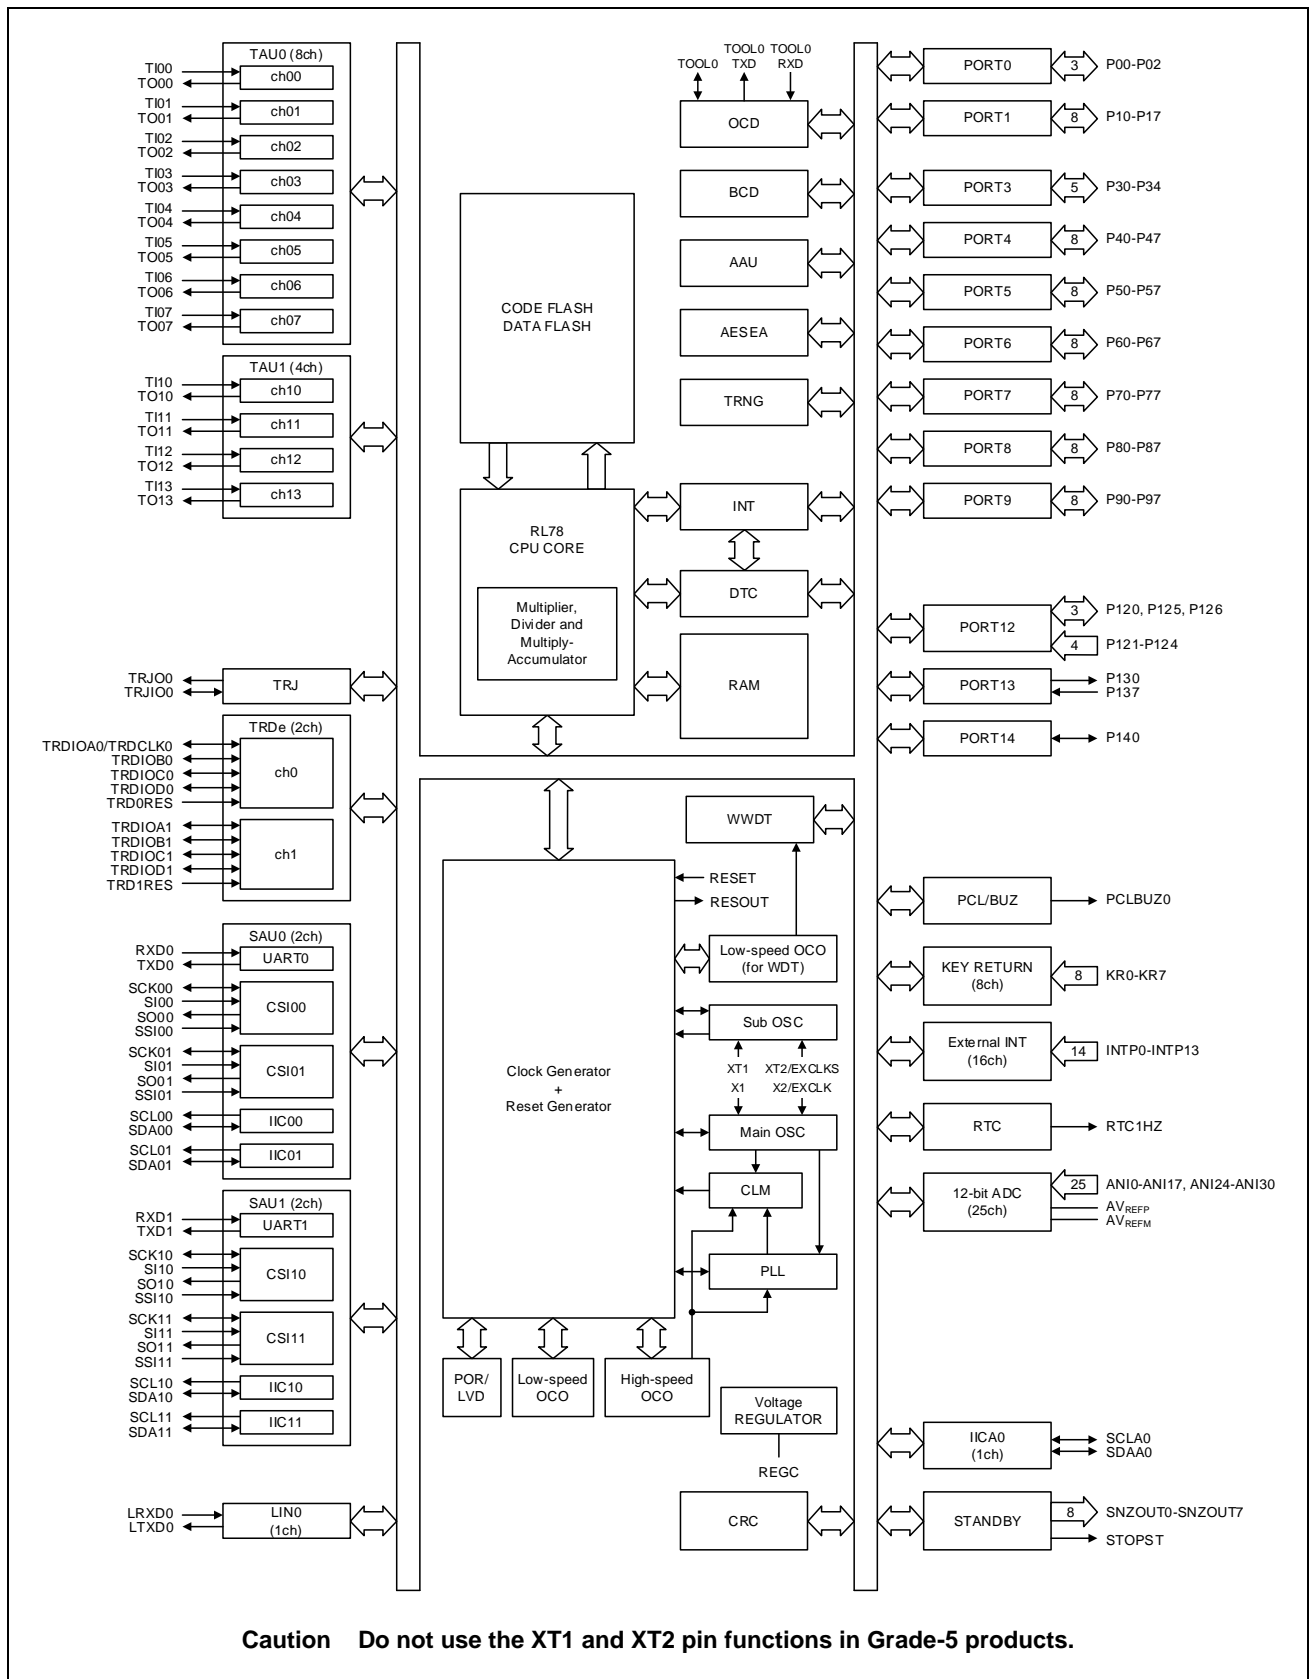 TAU0 (8ch)
TI00
TO00
ch00
TI01
TO01
ch01
TI02
TO02
ch02
TI03
TO03
ch03
TI04
TO04
ch04
TI05
TO05
ch05
TI06
TO06
ch06
TI07
TO07
ch07
TAU1 (4ch)
TI10
TO10
ch10
TI11
TO11
ch11
TI12
TO12
ch12
TI13
TO13
ch13
TRJO0
TRJIO0
TRJ
TRDe (2ch)
TRDIOA0/TRDCLK0
TRDIOB0
TRDIOC0
TRDIOD0
TRD0RES
ch0
TRDIOA1
TRDIOB1
TRDIOC1
TRDIOD1
TRD1RES
ch1
SAU0 (2ch)
RXD0
TXD0
UART0
SCK00
SI00
SO00
SSI00
CSI00
SCK01
SI01
SO01
SSI01
CSI01
SCL00
SDA00
IIC00
SCL01
SDA01
IIC01
SAU1 (2ch)
RXD1
TXD1
UART1
SCK10
SI10
SO10
SSI10
CSI10
SCK11
SI11
SO11
SSI11
CSI11
SCL10
SDA10
IIC10
SCL11
SDA11
IIC11
LRXD0
LTXD0
LIN0
(1ch)
CODE FLASH
DATA FLASH
RL78
CPU CORE
Multiplier,
Divider and
Multiply-
Accumulator
TOOL0
TOOL0
TXD
TOOL0
RXD
OCD
BCD
AAU
AESEA
TRNG
INT
DTC
RAM
WWDT
RESET
RESOUT
Low-speed OCO
(for WDT)
Sub OSC
XT1
XT2/EXCLKS
X1
X2/EXCLK
Main OSC
CLM
PLL
Clock Generator
+
Reset Generator
POR/
LVD
Low-speed
OCO
High-speed
OCO
Voltage
REGULATOR
REGC
CRC
PORT0
3
P00-P02
PORT1
8
P10-P17
PORT3
5
P30-P34
PORT4
8
P40-P47
PORT5
8
P50-P57
PORT6
8
P60-P67
PORT7
8
P70-P77
PORT8
8
P80-P87
PORT9
8
P90-P97
PORT12
3
P120, P125, P126
4
P121-P124
PORT13
P130
P137
PORT14
P140
PCL/BUZ
PCLBUZ0
KEY RETURN
(8ch)
8
KR0-KR7
External INT
(16ch)
14
INTP0-INTP13
RTC
RTC1HZ
12-bit ADC
(25ch)
25
ANI0-ANI17, ANI24-ANI30
AVREFP
AVREFM
IICA0
(1ch)
SCLA0
SDAA0
STANDBY
8
SNZOUT0-SNZOUT7
STOPST
Caution Do not use the XT1 and XT2 pin functions in Grade-5 products.